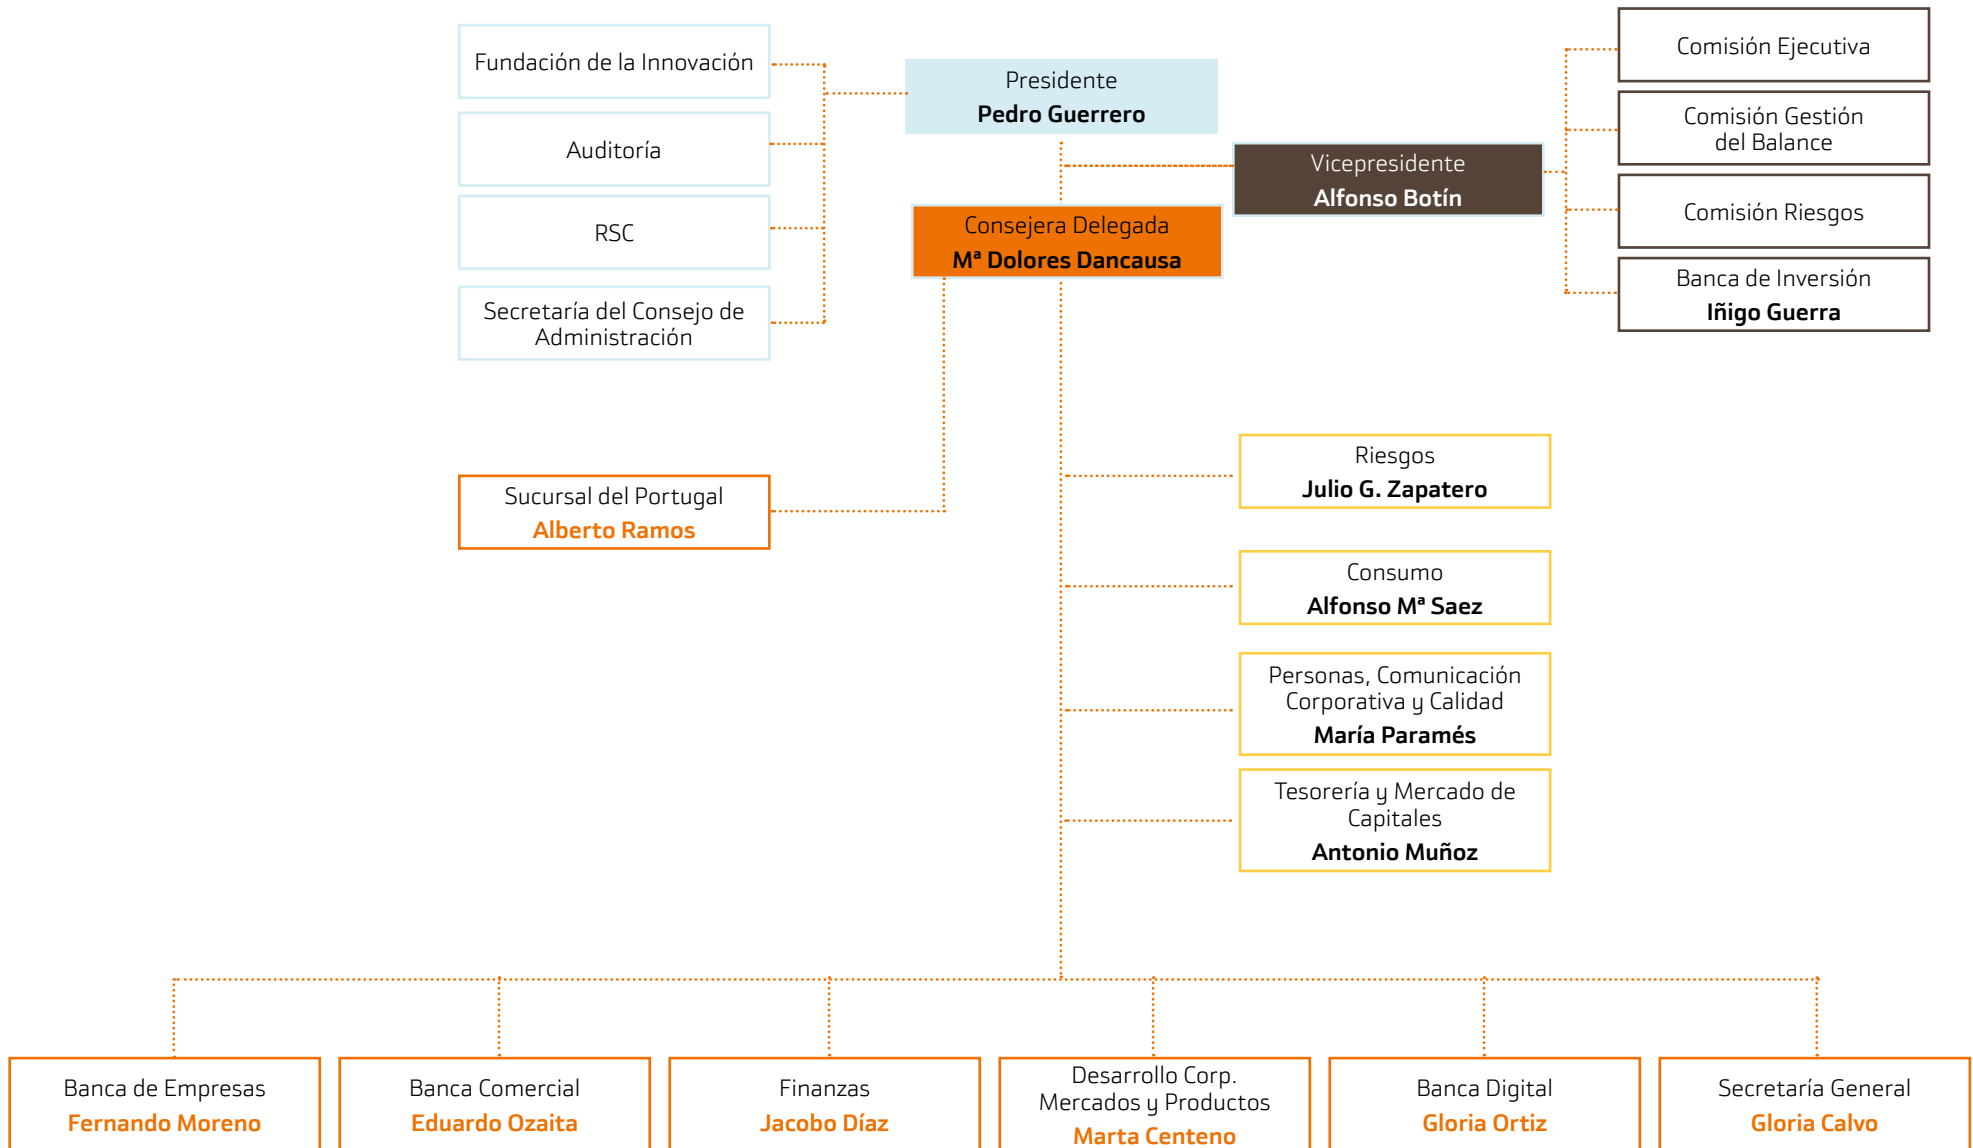 Fundación de la Innovación
Auditoría
RSC
Secretaría del Consejo de
Administración
Presidente
Pedro Guerrero
Vicepresidente
Alfonso Botín
Consejera Delegada
Mª Dolores Dancausa
Comisión Ejecutiva
Comisión Gestión
del Balance
Comisión Riesgos
Banca de Inversión
Iñigo Guerra
Sucursal del Portugal
Alberto Ramos
Riesgos
Julio G. Zapatero
Consumo
Alfonso Mª Saez
Personas, Comunicación
Corporativa y Calidad
María Paramés
Tesorería y Mercado de
Capitales
Antonio Muñoz
Banca de Empresas
Fernando Moreno
Banca Comercial
Eduardo Ozaita
Finanzas
Jacobo Díaz
Desarrollo Corp.
Mercados y Productos
Marta Centeno
Banca Digital
Gloria Ortiz
Secretaría General
Gloria Calvo